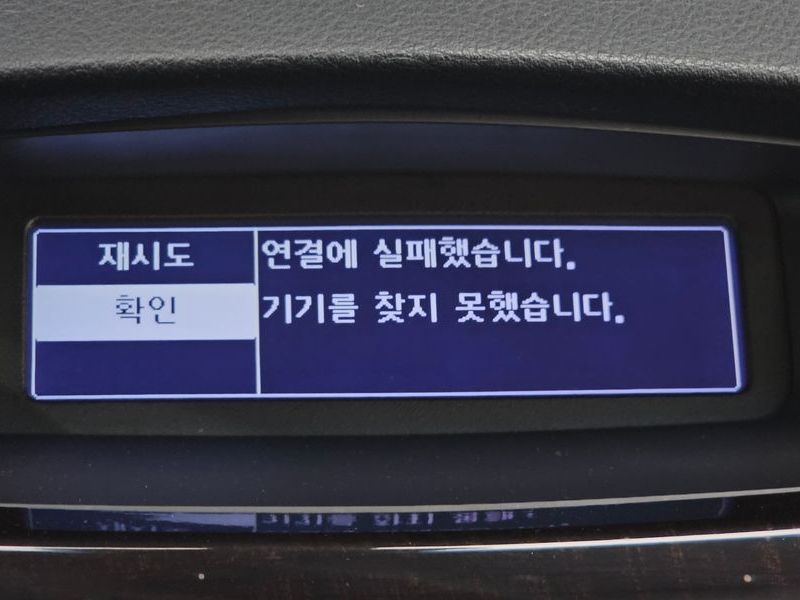 재시도
확인
연결에 실패했습니다.
기기를 찾지 못했습니다.